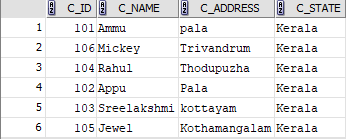 C_ID C_NAME C_ADDRESS C_STATE
1 101 Ammu pala Kerala
2 106 Mickey Trivandrum Kerala
3 104 Rahul Thodupuzha Kerala
4 102 Appu Pala Kerala
5 103 Sreelakshmi kottayam Kerala
6 105 Jewel Kothamangalam Kerala